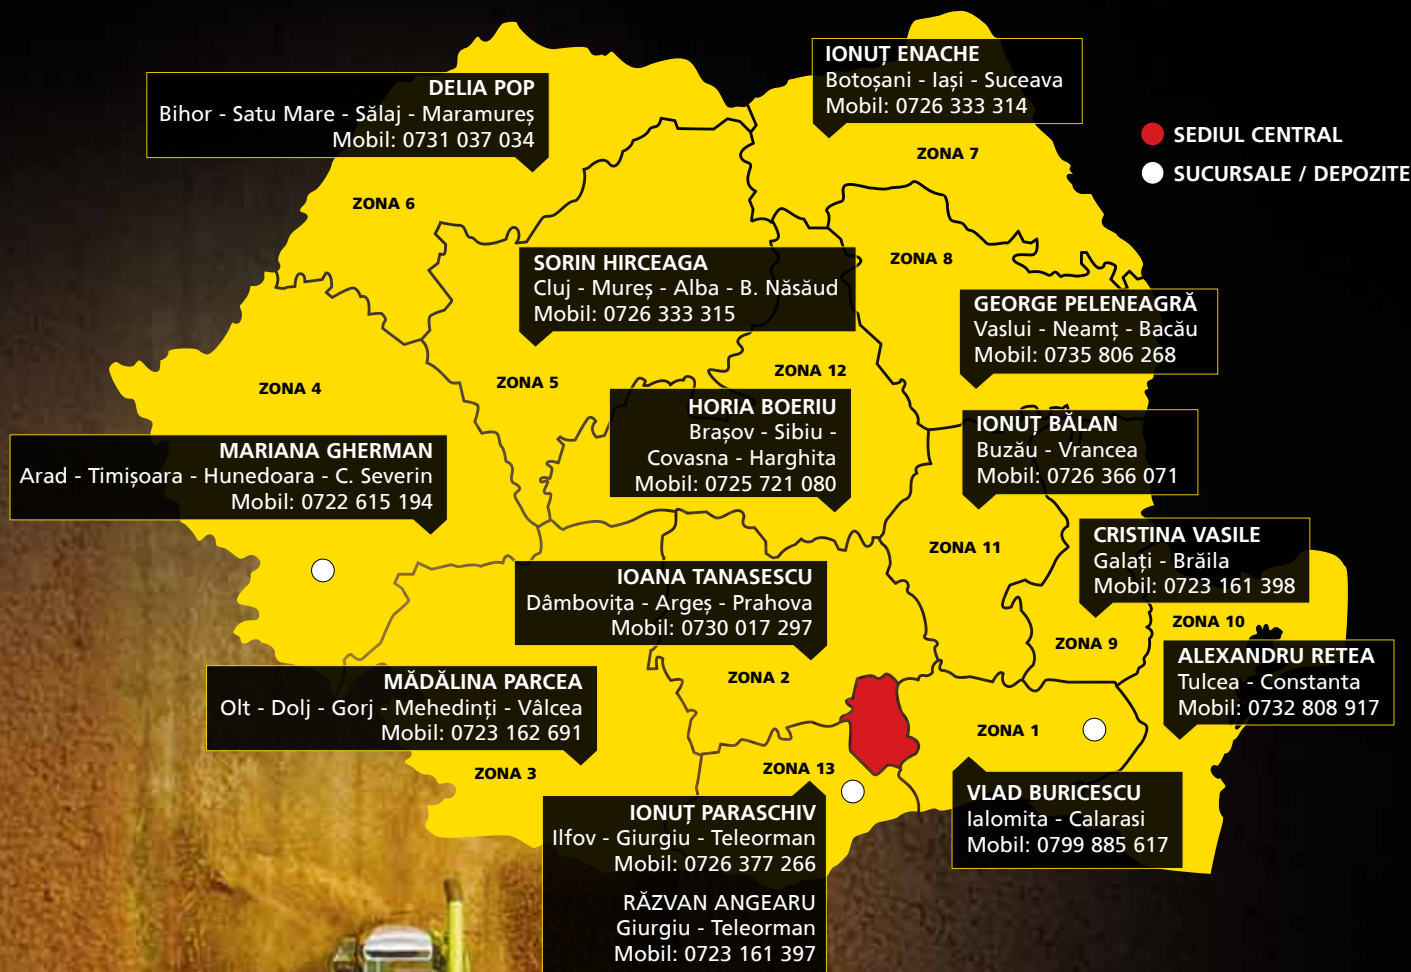 IONUȚ ENACHE
Botoșani - Iași - Suceava
Mobil: 0726 333 314
DELIA POP
Bihor - Satu Mare - Sălaj - Maramureș
Mobil: 0731 037 034
SEDIUL CENTRAL
SUCURSALE / DEPOZITE
ZONA 7
ZONA 6
SORIN HIRCEAGA
Cluj - Mureș - Alba - B. Năsăud
Mobil: 0726 333 315
ZONA 8
GEORGE PELENEAGRĂ
Vaslui - Neamț - Bacău
Mobil: 0735 806 268
ZONA 4
ZONA 5
ZONA 12
HORIA BOERIU
Brașov - Sibiu -
Covasna - Harghita
Mobil: 0725 721 080
IONUȚ BĂLAN
Buzău - Vrancea
Mobil: 0726 366 071
MARIANA GHERMAN
Arad - Timișoara - Hunedoara - C. Severin
Mobil: 0722 615 194
ZONA 11
CRISTINA VASILE
Galați - Brăila
Mobil: 0723 161 398
IOANA TANASESCU
Dâmbovița - Argeș - Prahova
Mobil: 0730 017 297
ZONA 10
ZONA 9
ALEXANDRU RETEA
Tulcea - Constanta
Mobil: 0732 808 917
ZONA 2
MĂDĂLINA PARCEA
Olt - Dolj - Gorj - Mehedinți - Vâlcea
Mobil: 0723 162 691
ZONA 1
ZONA 3
ZONA 13
VLAD BURICESCU
Ialomita - Calarasi
Mobil: 0799 885 617
IONUȚ PARASCHIV
Ilfov - Giurgiu - Teleorman
Mobil: 0726 377 266
RĂZVAN ANGEARU
Giurgiu - Teleorman
Mobil: 0723 161 397